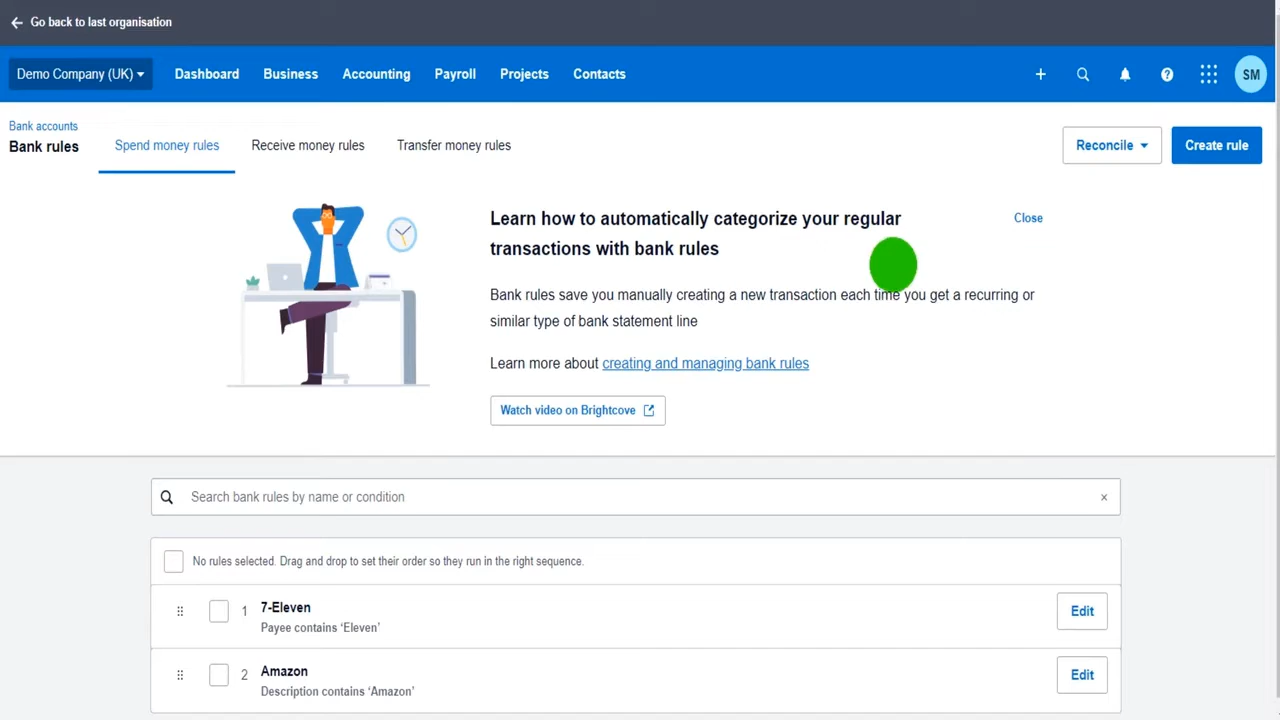 Go back to last organisation
Demo Company (UK)
Dashboard
Business
Accounting
Payroll
Projects
Contacts
SM
Bank accounts
Bank rules
Spend money rules
Receive money rules
Transfer money rules
Reconcile
Create rule
Learn how to automatically categorize your regular
transactions with bank rules
Close
Bank rules save you manually creating a new transaction each time you get a recurring or
similar type of bank statement line
Learn more about creating and managing bank rules
Watch video on Brightcove
Search bank rules by name or condition
No rules selected. Drag and drop to set their order so they run in the right sequence.
1
7-Eleven
Payee contains ‘Eleven’
Edit
2
Amazon
Description contains ‘Amazon’
Edit